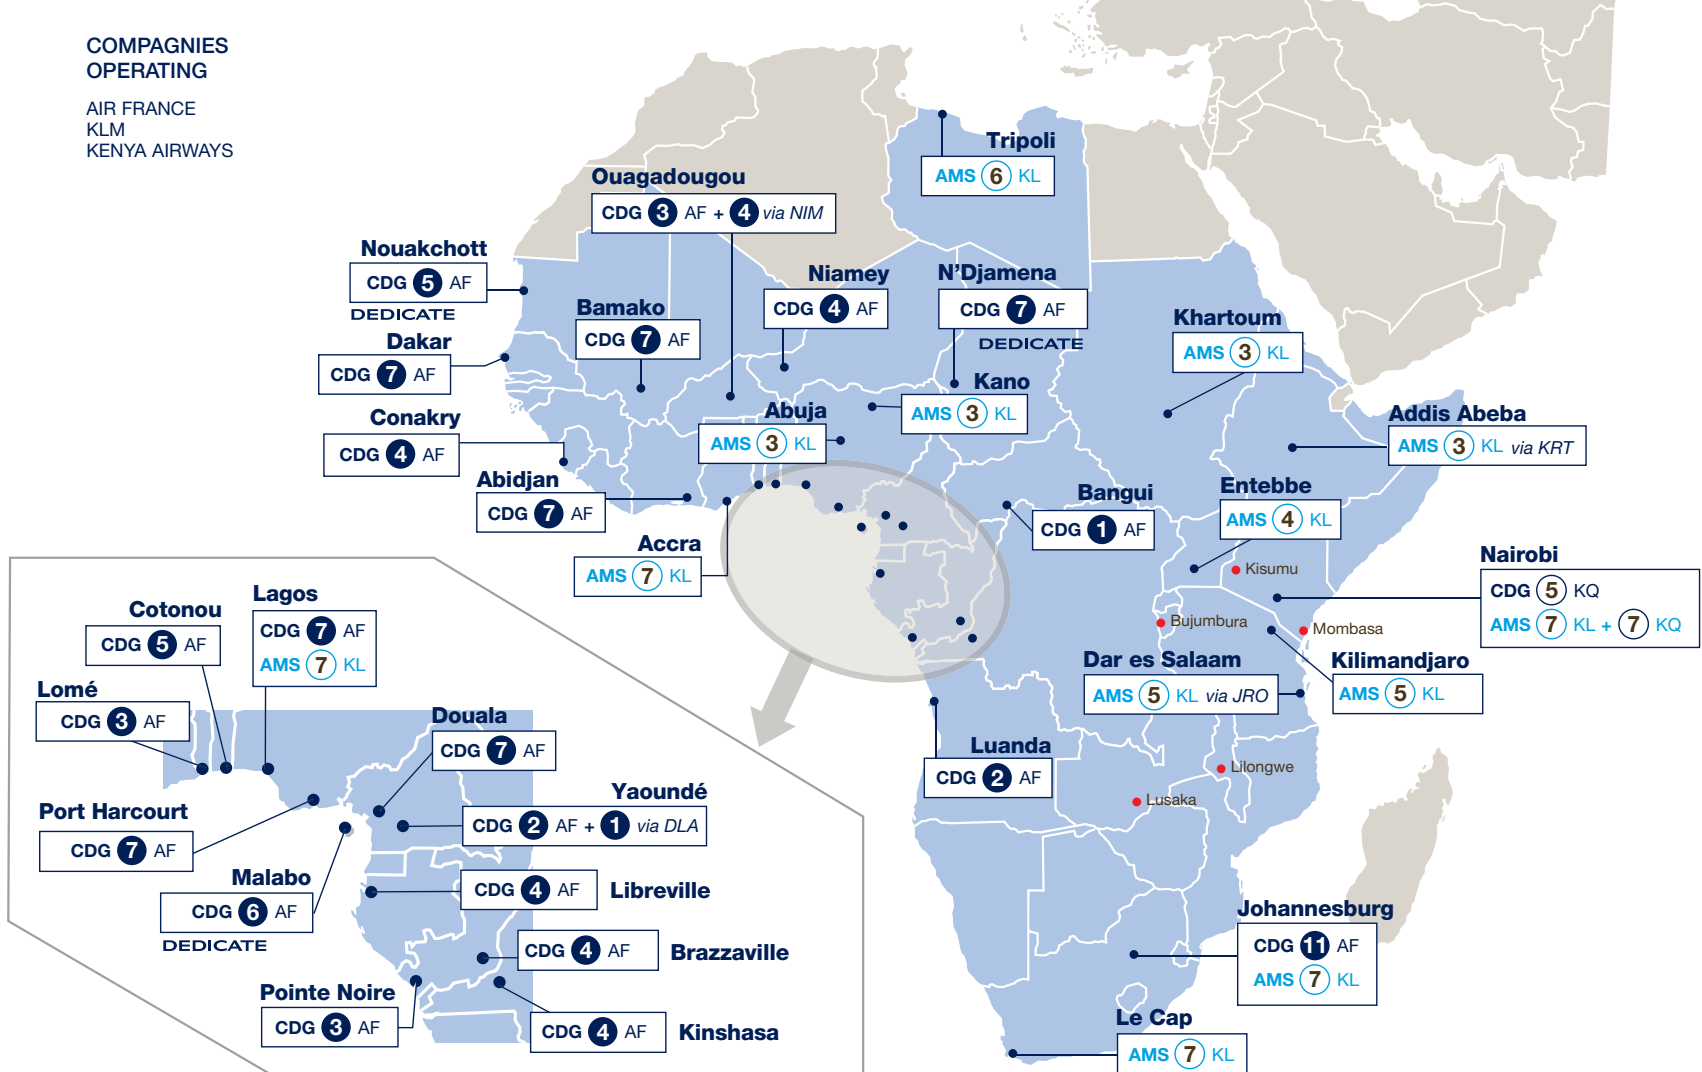 COMPAGNIES
OPERATING
AIR FRANCE
KLM
KENYA AIRWAYS
Tripoli
AMS 6 KL
Ouagadougou
CDG 3 AF + 4 via NIM
Nouakchott
CDG 5 AF
DEDICATE
Niamey
CDG 4 AF
N'Djamena
CDG 7 AF
DEDICATE
Bamako
CDG 7 AF
Khartoum
AMS 3 KL
Dakar
CDG 7 AF
Kano
AMS 3 KL
Abuja
AMS 3 KL
Addis Abeba
AMS 3 KL via KRT
Conakry
CDG 4 AF
Abidjan
CDG 7 AF
Bangui
CDG 1 AF
Entebbe
AMS 4 KL
Accra
AMS 7 KL
Kisumu
Nairobi
CDG 5 KQ
AMS 7 KL + 7 KQ
Bujumbura
Mombasa
Dar es Salaam
AMS 5 KL via JRO
Kilimandjaro
AMS 5 KL
Lagos
CDG 7 AF
AMS 7 KL
Cotonou
CDG 5 AF
Lomé
CDG 3 AF
Douala
CDG 7 AF
Luanda
CDG 2 AF
Lilongwe
Lusaka
Yaoundé
CDG 2 AF + 1 via DLA
Port Harcourt
CDG 7 AF
Malabo
CDG 6 AF
DEDICATE
CDG 4 AF Libreville
Johannesburg
CDG 11 AF
AMS 7 KL
CDG 4 AF Brazzaville
Pointe Noire
CDG 3 AF
CDG 4 AF Kinshasa
Le Cap
AMS 7 KL